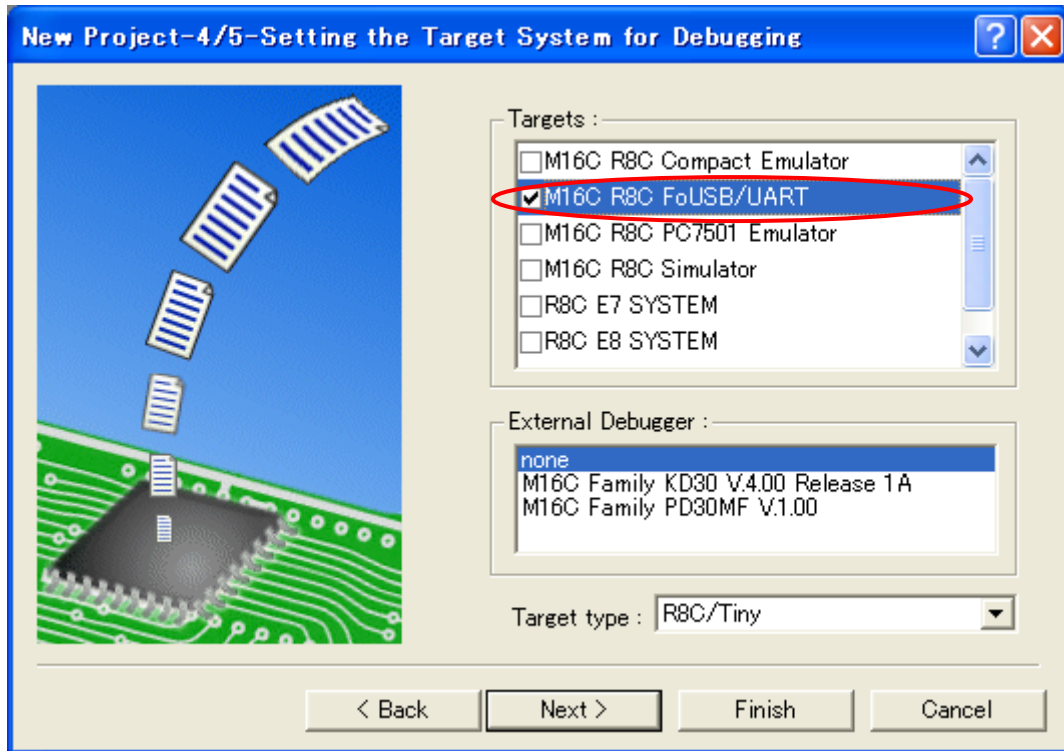 New Project-4/5-Setting the Target System for Debugging
Targets :
M16C R8C Compact Emulator
M16C R8C FoUSB/UART
M16C R8C PC7501 Emulator
M16C R8C Simulator
R8C E7 SYSTEM
R8C E8 SYSTEM
External Debugger :
none
M16C Family KD30 V.4.00 Release 1A
M16C Family PD30MF V.1.00
Target type : R8C/Tiny
< Back Next > Finish Cancel